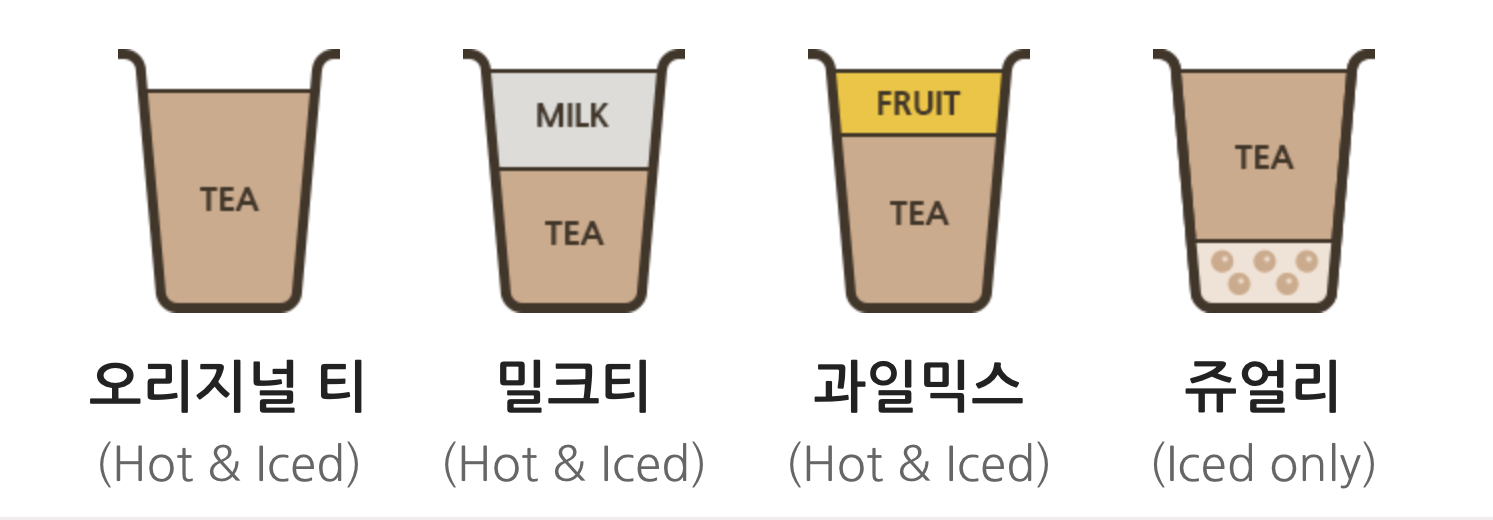 TEA
MILK
TEA
FRUIT
TEA
TEA
오리지널 티
(Hot & Iced)
밀크티
(Hot & Iced)
과일믹스
(Hot & Iced)
쥬얼리
(Iced only)